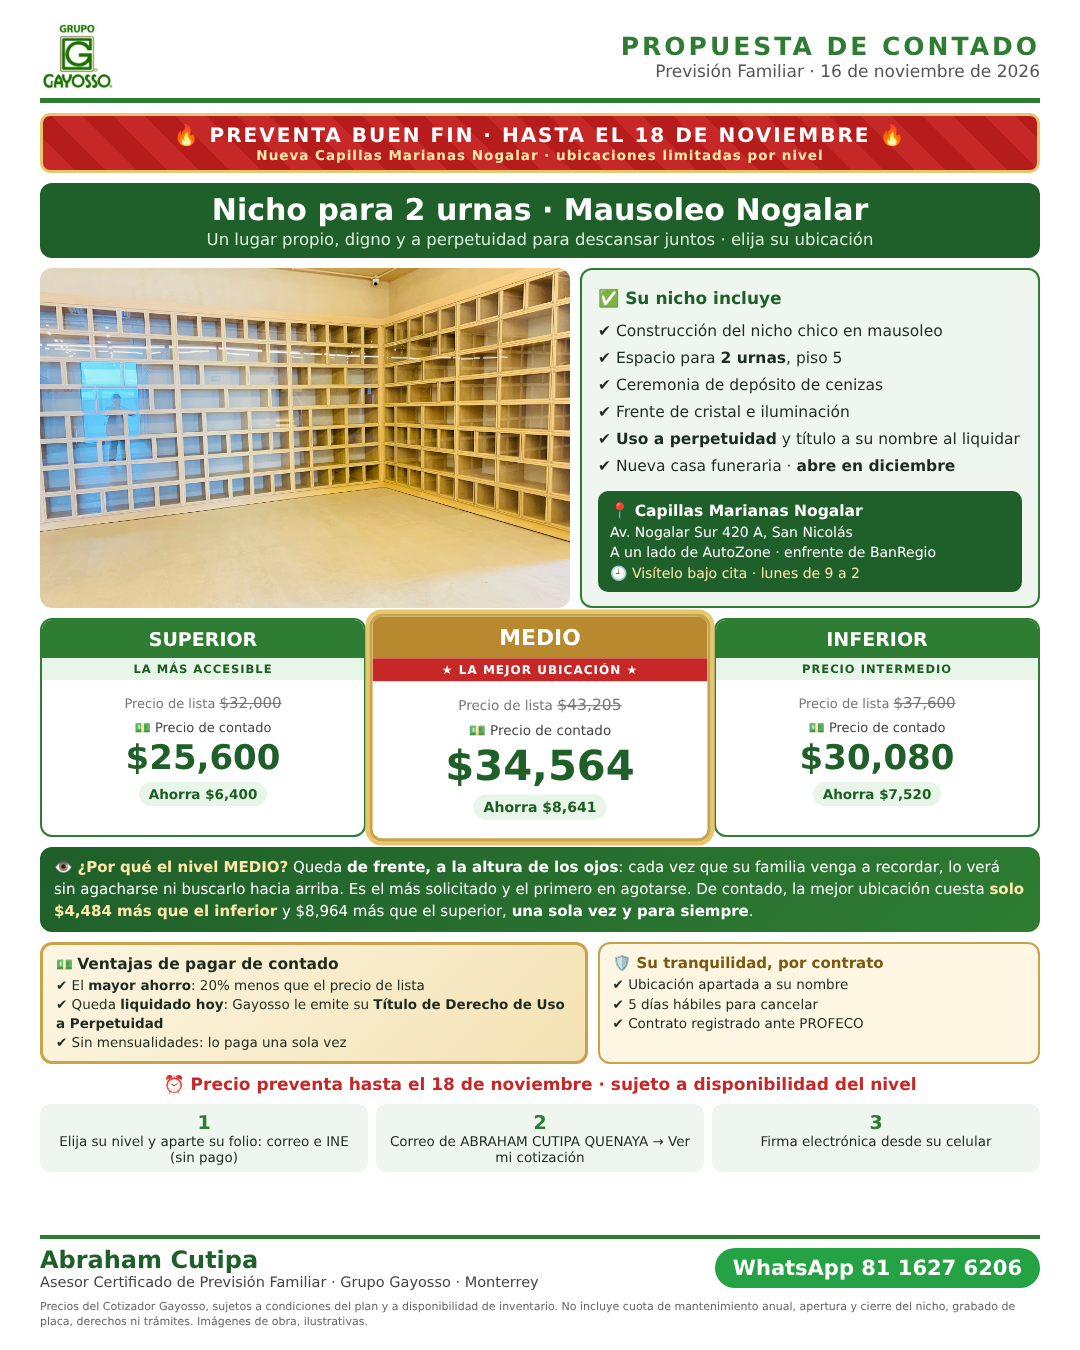 GRUPO
GAYOSSO
PROPUESTA DE CONTADO
Previsión Familiar · 16 de noviembre de 2026
🔥 PREVENTA BUEN FIN · HASTA EL 18 DE NOVIEMBRE 🔥
Nueva Capillas Marianas Nogalar · ubicaciones limitadas por nivel
Nicho para 2 urnas · Mausoleo Nogalar
Un lugar propio, digno y a perpetuidad para descansar juntos · elija su ubicación
✅ Su nicho incluye
✔ Construcción del nicho chico en mausoleo
✔ Espacio para 2 urnas, piso 5
✔ Ceremonia de depósito de cenizas
✔ Frente de cristal e iluminación
✔ Uso a perpetuidad y título a su nombre al liquidar
✔ Nueva casa funeraria · abre en diciembre
📍 Capillas Marianas Nogalar
Av. Nogalar Sur 420 A, San Nicolás
A un lado de AutoZone · enfrente de BanRegio
🕘 Visítelo bajo cita · lunes de 9 a 2
SUPERIOR
LA MÁS ACCESIBLE
Precio de lista $32,000
💵 Precio de contado
$25,600
Ahorra $6,400
MEDIO
★ LA MEJOR UBICACIÓN ★
Precio de lista $43,205
💵 Precio de contado
$34,564
Ahorra $8,641
INFERIOR
PRECIO INTERMEDIO
Precio de lista $37,600
💵 Precio de contado
$30,080
Ahorra $7,520
👁️ ¿Por qué el nivel MEDIO? Queda de frente, a la altura de los ojos: cada vez que su familia venga a recordar, lo verá
sin agacharse ni buscarlo hacia arriba. Es el más solicitado y el primero en agotarse. De contado, la mejor ubicación cuesta solo
$4,484 más que el inferior y $8,964 más que el superior, una sola vez y para siempre.
💵 Ventajas de pagar de contado
✔ El mayor ahorro: 20% menos que el precio de lista
✔ Queda liquidado hoy: Gayosso le emite su Título de Derecho de Uso
a Perpetuidad
✔ Sin mensualidades: lo paga una sola vez
🛡️ Su tranquilidad, por contrato
✔ Ubicación apartada a su nombre
✔ 5 días hábiles para cancelar
✔ Contrato registrado ante PROFECO
⏰ Precio preventa hasta el 18 de noviembre · sujeto a disponibilidad del nivel
1
Elija su nivel y aparte su folio: correo e INE
(sin pago)
2
Correo de ABRAHAM CUTIPA QUENAYA → Ver
mi cotización
3
Firma electrónica desde su celular
Abraham Cutipa
Asesor Certificado de Previsión Familiar · Grupo Gayosso · Monterrey
WhatsApp 81 1627 6206
Precios del Cotizador Gayosso, sujetos a condiciones del plan y a disponibilidad de inventario. No incluye cuota de mantenimiento anual, apertura y cierre del nicho, grabado de
placa, derechos ni trámites. Imágenes de obra, ilustrativas.